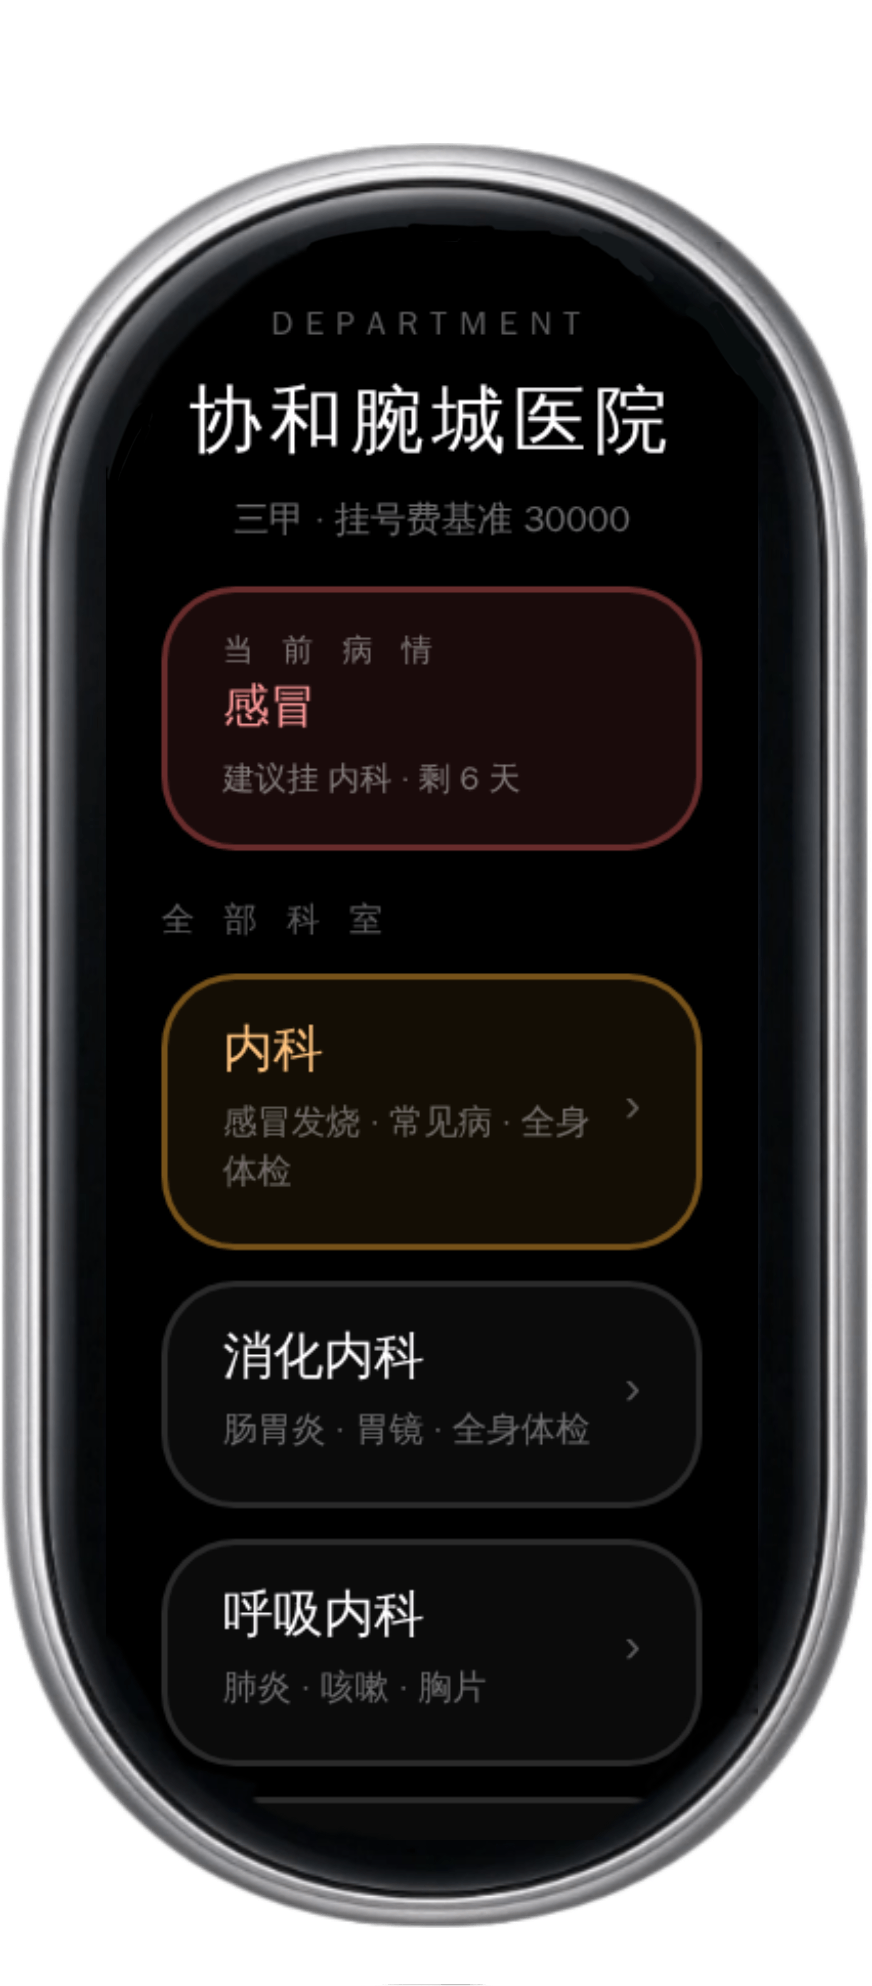 DEPARTMENT
协和腕城医院
三甲 · 挂号费基准 30000
当前病情
感冒
建议挂 内科 · 剩 6 天
全部科室
内科
感冒发烧 · 常见病 · 全身
体检
›
消化内科
肠胃炎 · 胃镜 · 全身体检
›
呼吸内科
肺炎 · 咳嗽 · 胸片
›